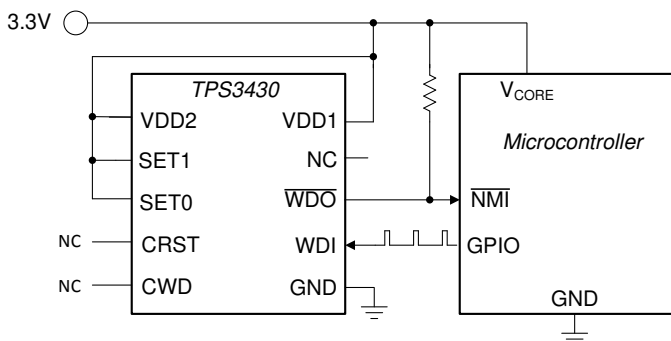 3.3V
TPS3430
VDD2
VDD1
SET1
NC
SET0
WDO
NC
CRST
WDI
NC
CWD
GND
VCORE
Microcontroller
NMI
GPIO
GND